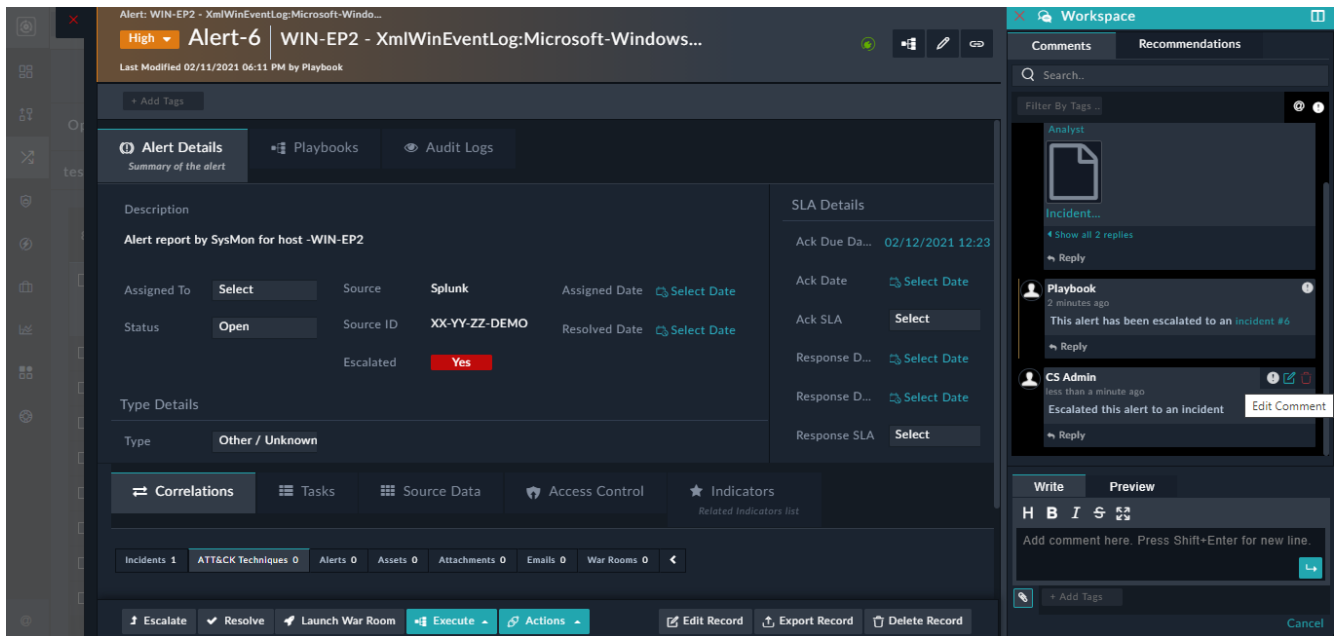 Alert: WIN-EP2 - XmlWinEventLog:Microsoft-Windo...
High Alert-6 WIN-EP2 - XmlWinEventLog:Microsoft-Windows...
Last Modified 02/11/2021 06:11 PM by Playbook
+ Add Tags
Alert Details
Summary of the alert
Playbooks
Audit Logs
Description
Alert report by SysMon for host -WIN-EP2
Assigned To Select
Source Splunk
Assigned Date Select Date
Status Open
Source ID XX-YY-ZZ-DEMO
Resolved Date Select Date
Escalated Yes
Type Details
Type Other / Unknown
SLA Details
Ack Due Da... 02/12/2021 12:23
Ack Date Select Date
Ack SLA Select
Response D... Select Date
Response D... Select Date
Response SLA Select
Correlations
Tasks
Source Data
Access Control
Indicators
Related Indicators list
Incidents 1
ATT&CK Techniques 0
Alerts 0
Assets 0
Attachments 0
Emails 0
War Rooms 0
Escalate
Resolve
Launch War Room
Execute
Actions
Edit Record
Export Record
Delete Record
Workspace
Comments
Recommendations
Search..
Filter By Tags ..
@
Analyst
Incident...
Show all 2 replies
Reply
Playbook
2 minutes ago
This alert has been escalated to an incident #6
Reply
CS Admin
less than a minute ago
Escalated this alert to an incident
Edit Comment
Reply
Write
Preview
H B I S
Add comment here. Press Shift+Enter for new line.
+ Add Tags
Cancel
Op
tes